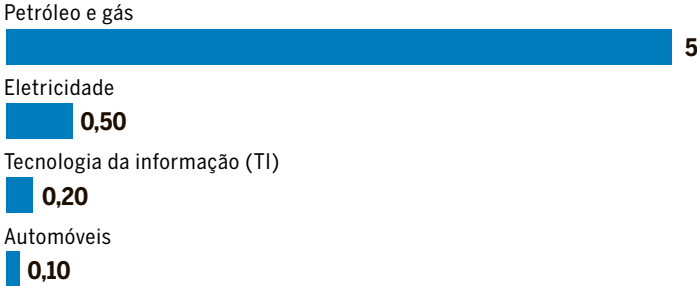 Petróleo e gás
5
Eletricidade
0,50
Tecnologia da informação (TI)
0,20
Automóveis
0,10